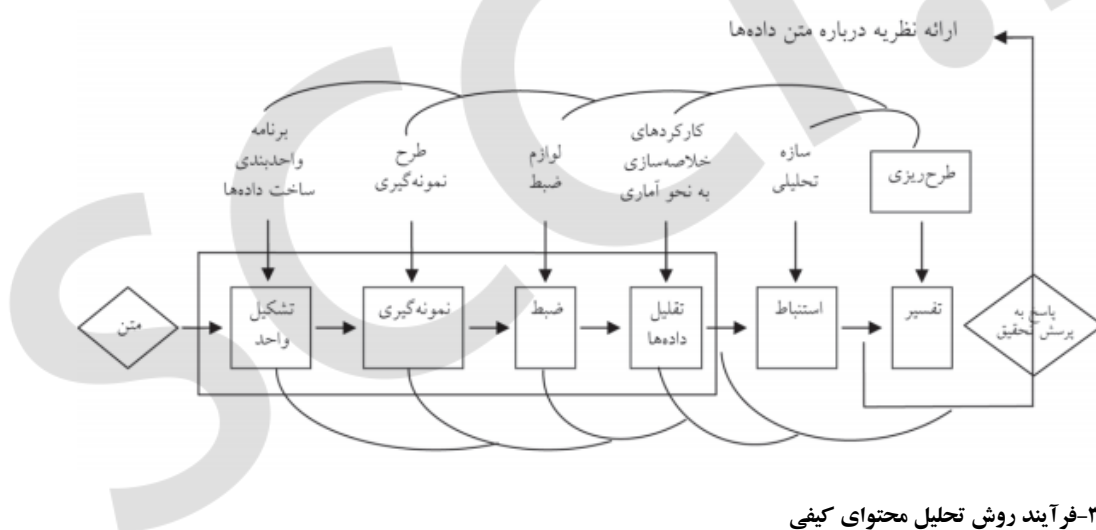 ارائه نظریه درباره متن داده‌ها
برنامه
واحدبندی
ساخت داده‌ها
طرح
نمونه‌گیری
لوازم
ضبط
کارکردهای
خلاصه‌سازی
به نحو آماری
سازه
تحلیلی
طرح‌ریزی
متن
تشکیل
واحد
نمونه‌گیری
ضبط
تقلیل
داده‌ها
استنباط
تفسیر
پاسخ به
پرسش تحقیق
فرآیند روش تحلیل محتوای کیفی
SCCI